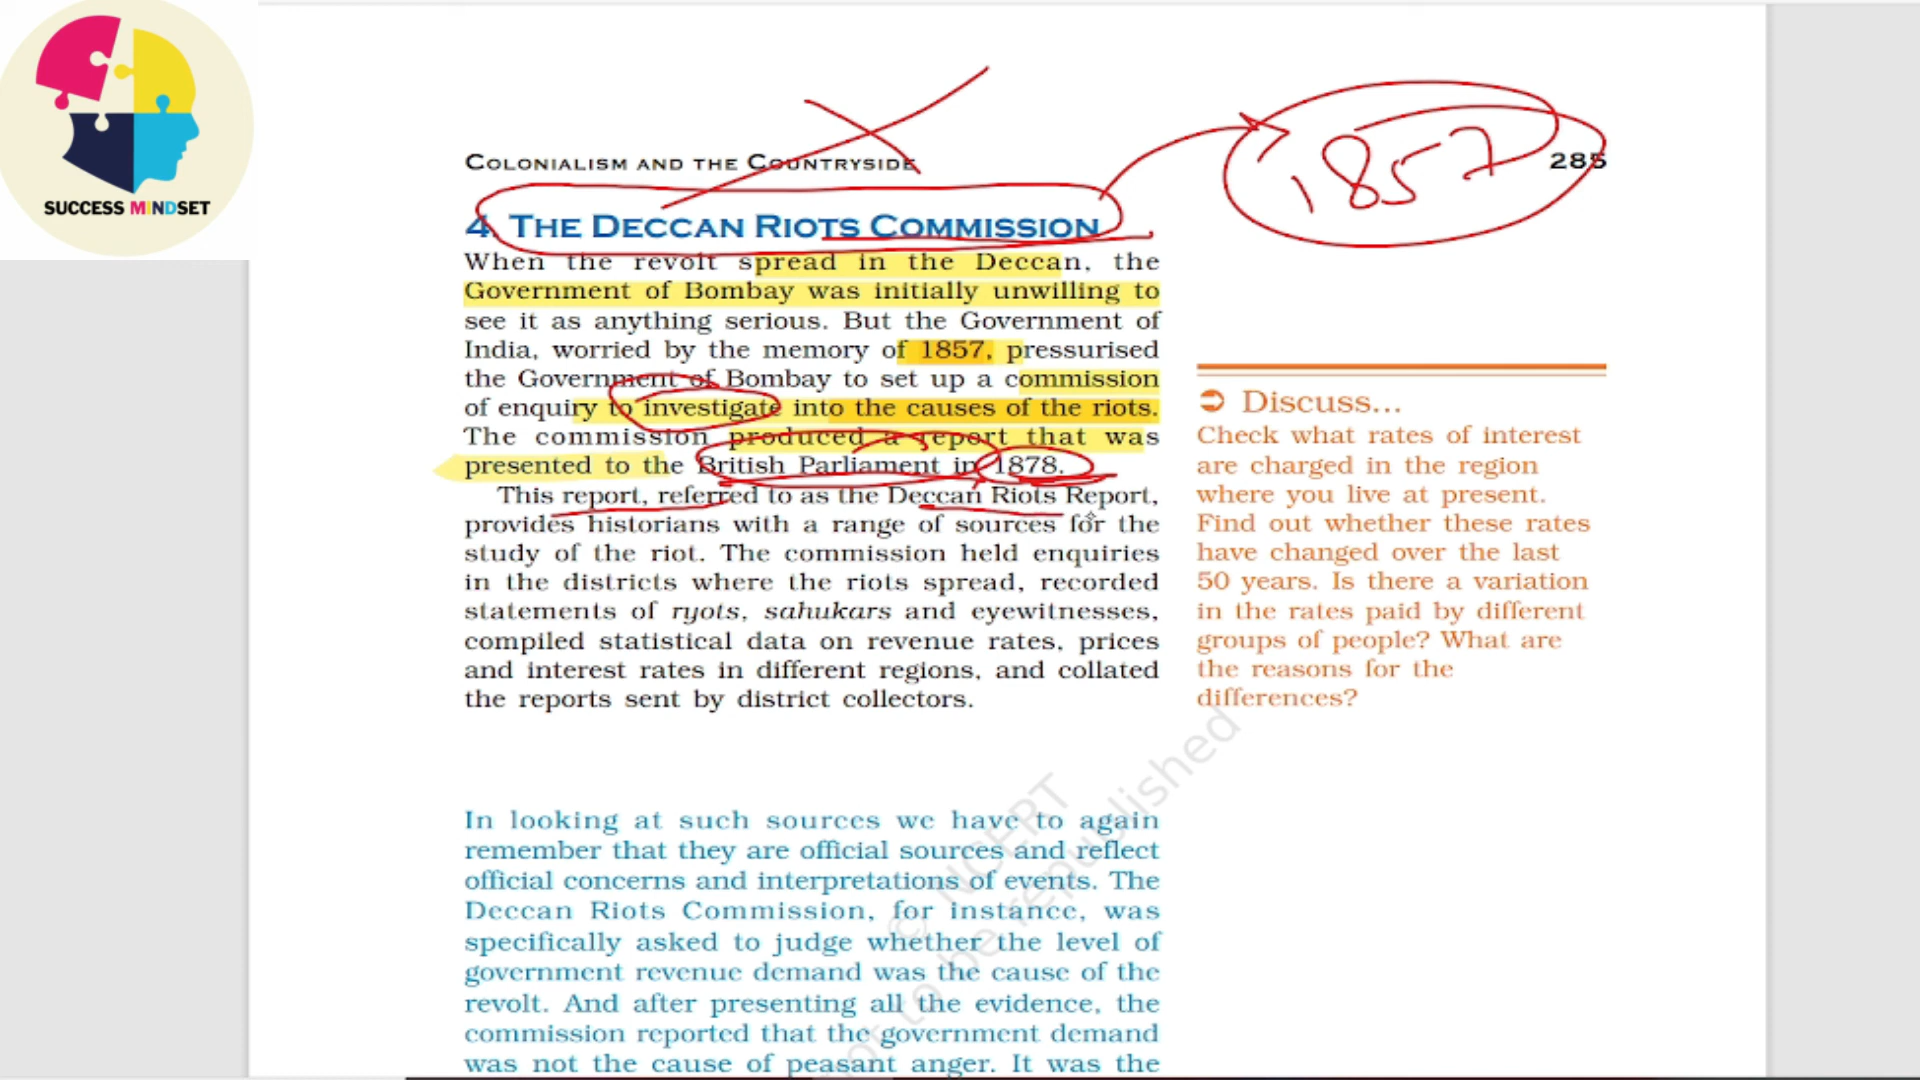 SUCCESS MINDSET
COLONIALISM AND THE COUNTRYSIDE
285
1857
4. THE DECCAN RIOTS COMMISSION
When the revolt spread in the Deccan, the
Government of Bombay was initially unwilling to
see it as anything serious. But the Government of
India, worried by the memory of 1857, pressurised
the Government of Bombay to set up a commission
of enquiry to investigate into the causes of the riots.
The commission produced a report that was
presented to the British Parliament in 1878.
This report, referred to as the Deccan Riots Report,
provides historians with a range of sources for the
study of the riot. The commission held enquiries
in the districts where the riots spread, recorded
statements of ryots, sahukars and eyewitnesses,
compiled statistical data on revenue rates, prices
and interest rates in different regions, and collated
the reports sent by district collectors.
In looking at such sources we have to again
remember that they are official sources and reflect
official concerns and interpretations of events. The
Deccan Riots Commission, for instance, was
specifically asked to judge whether the level of
government revenue demand was the cause of the
revolt. And after presenting all the evidence, the
commission reported that the government demand
was not the cause of peasant anger. It was the
Discuss...
Check what rates of interest
are charged in the region
where you live at present.
Find out whether these rates
have changed over the last
50 years. Is there a variation
in the rates paid by different
groups of people? What are
the reasons for the
differences?
© NCERT
not to be republished